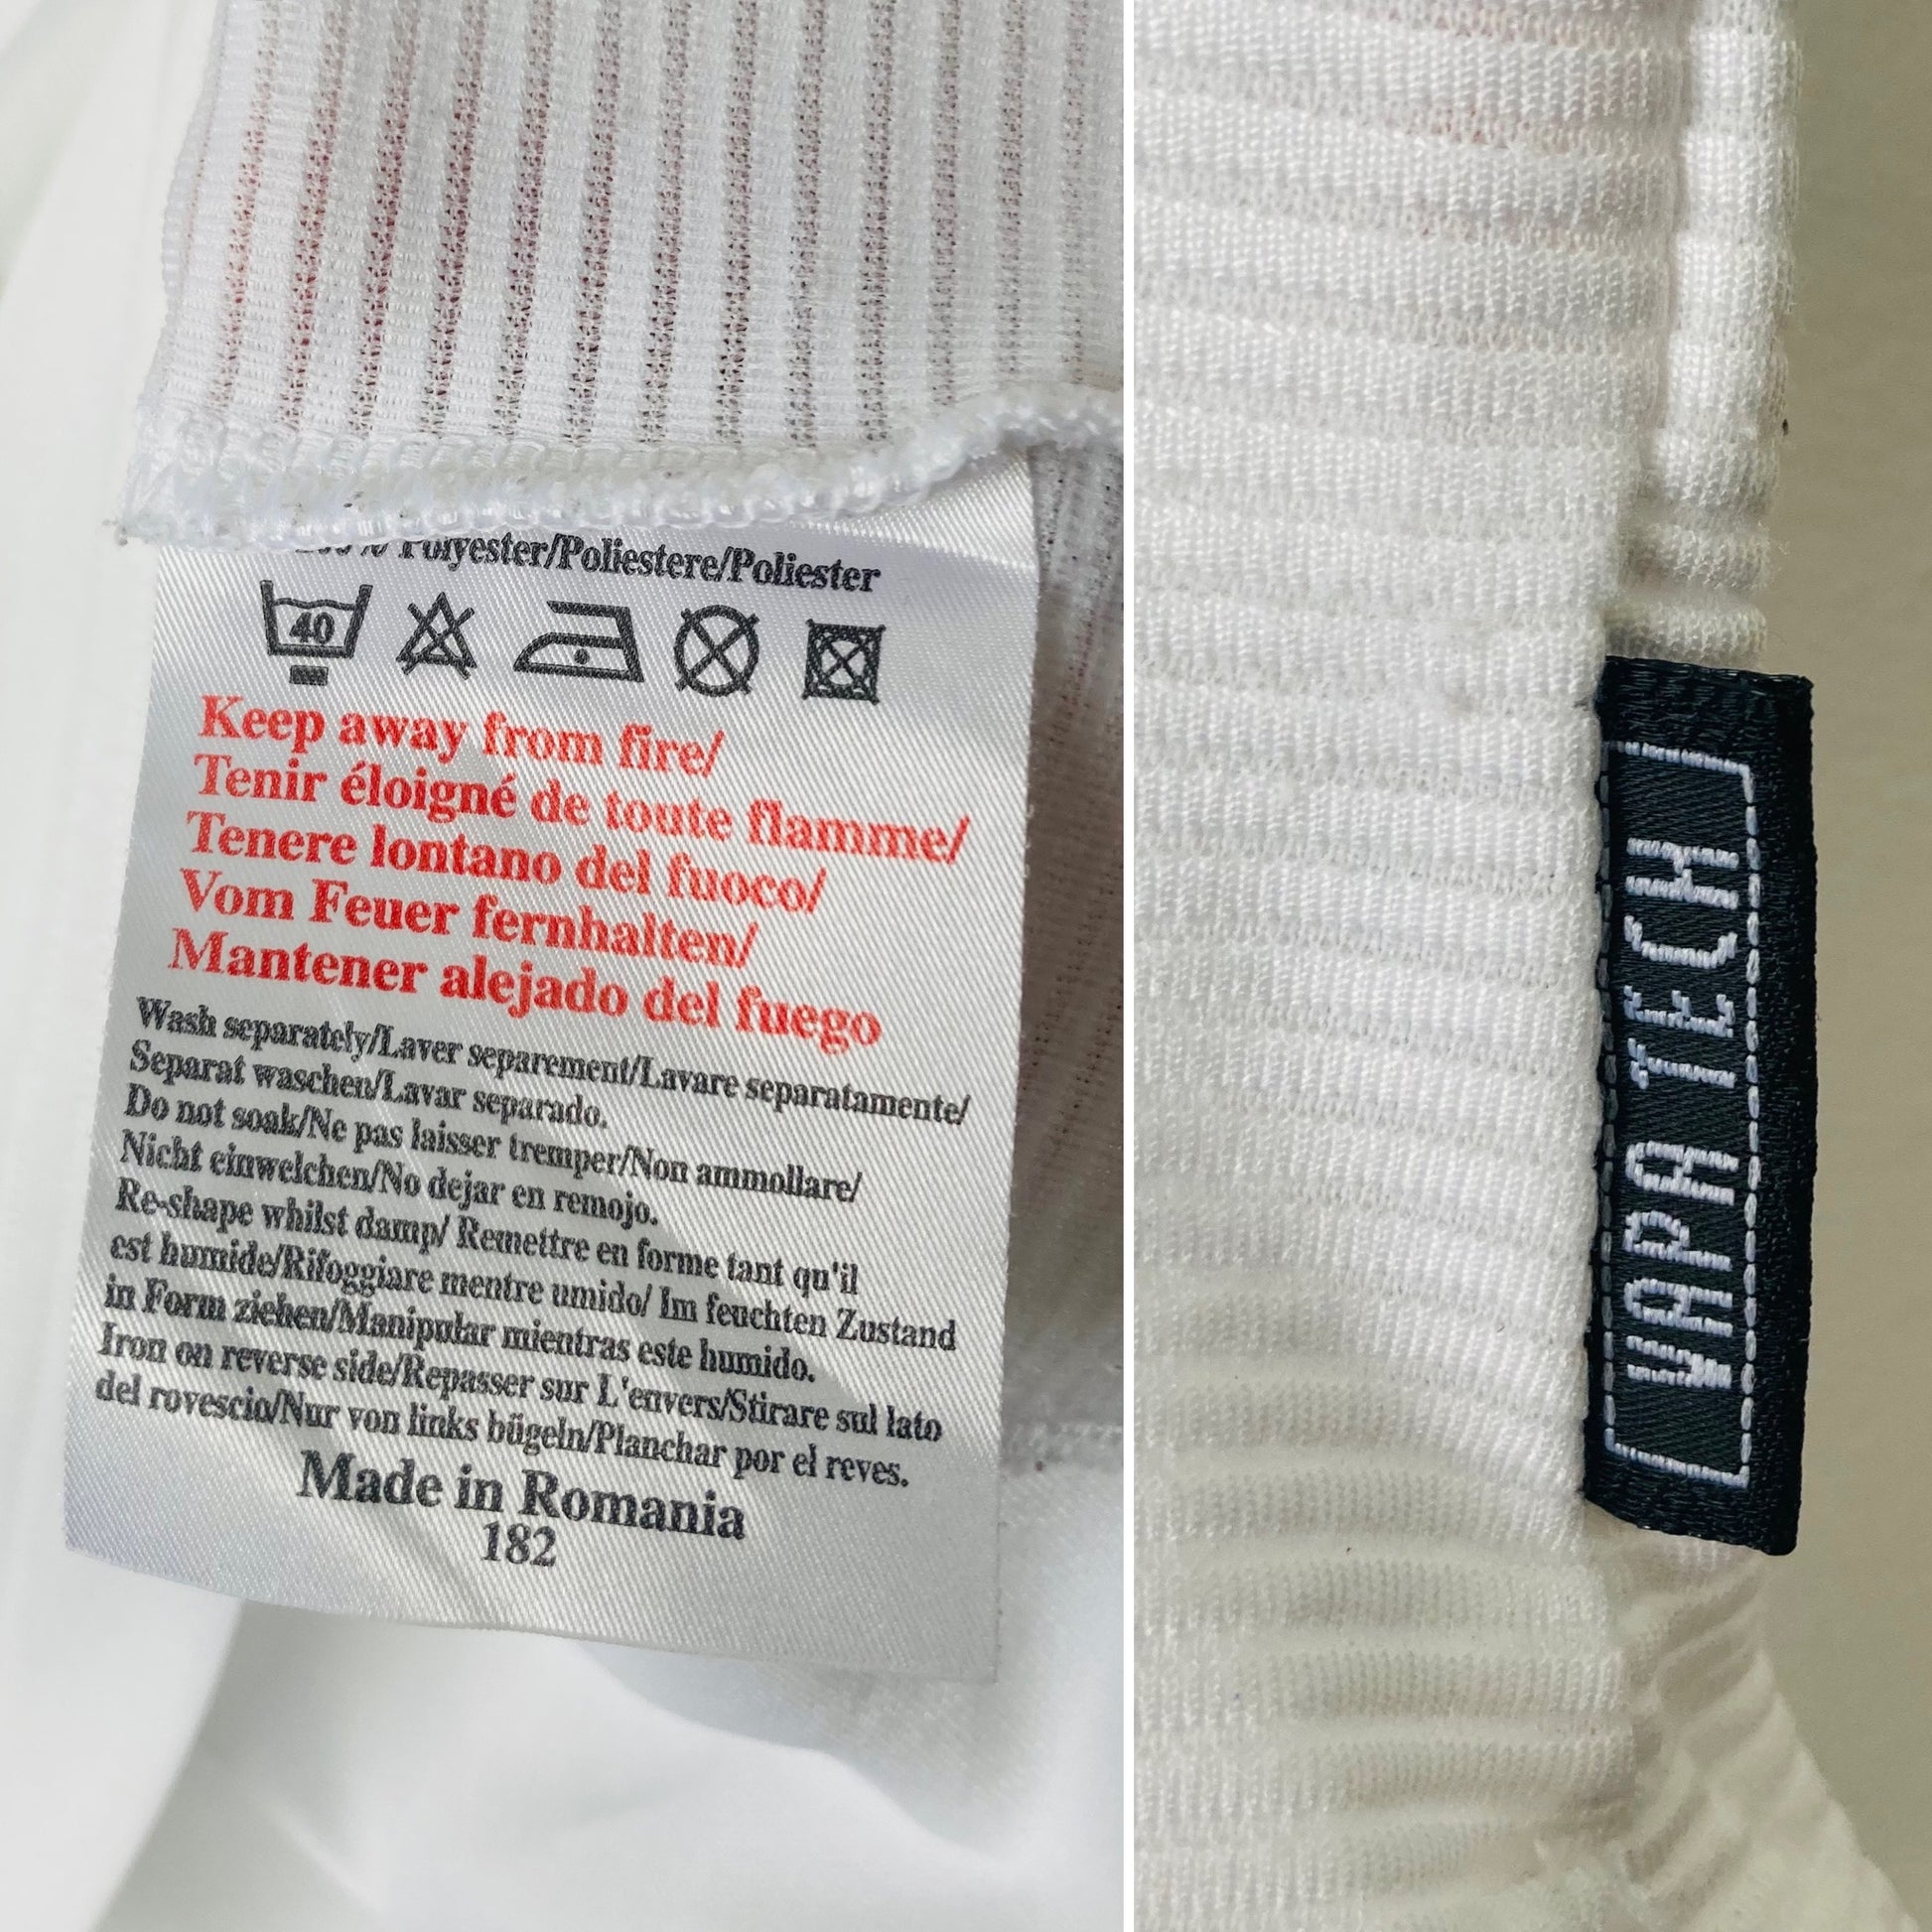 Polyester/Poliestere/Poliester
40
Keep away from fire/
Tenir éloigné de toute flamme/
Tenere lontano del fuoco/
Vom Feuer fernhalten/
Mantener alejado del fuego
Wash separately/Laver separement/Lavare separatamente/
Separat waschen/Lavar separado.
Do not soak/Ne pas laisser tremper/Non ammollare/
Nicht einwelchen/No dejar en remojo.
Re-shape whilst damp/ Remettre en forme tant qu'il
est humide/Rifoggiare mentre umido/ Im feuchten Zustand
in Form ziehen/Manipular mientras este humido.
Iron on reverse side/Repasser sur L'envers/Stirare sul lato
del rovescio/Nur von links bügeln/Planchar por el reves.
Made in Romania
182
VAPA TECH